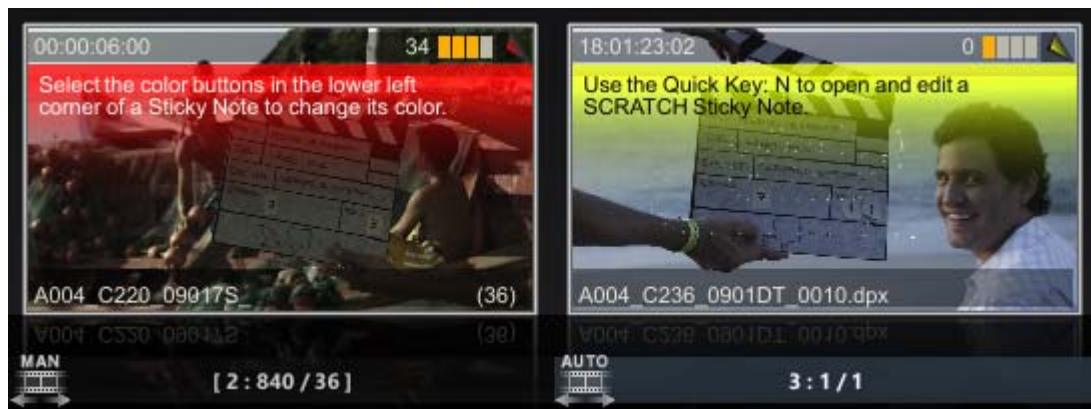 00:00:06:00
34
Select the color buttons in the lower left
corner of a Sticky Note to change its color.
A004_C220_09017S_
(36)
MAN
[ 2 : 840 / 36 ]
18:01:23:02
0
Use the Quick Key: N to open and edit a
SCRATCH Sticky Note.
A004_C236_0901DT_0010.dpx
AUTO
3 : 1 / 1